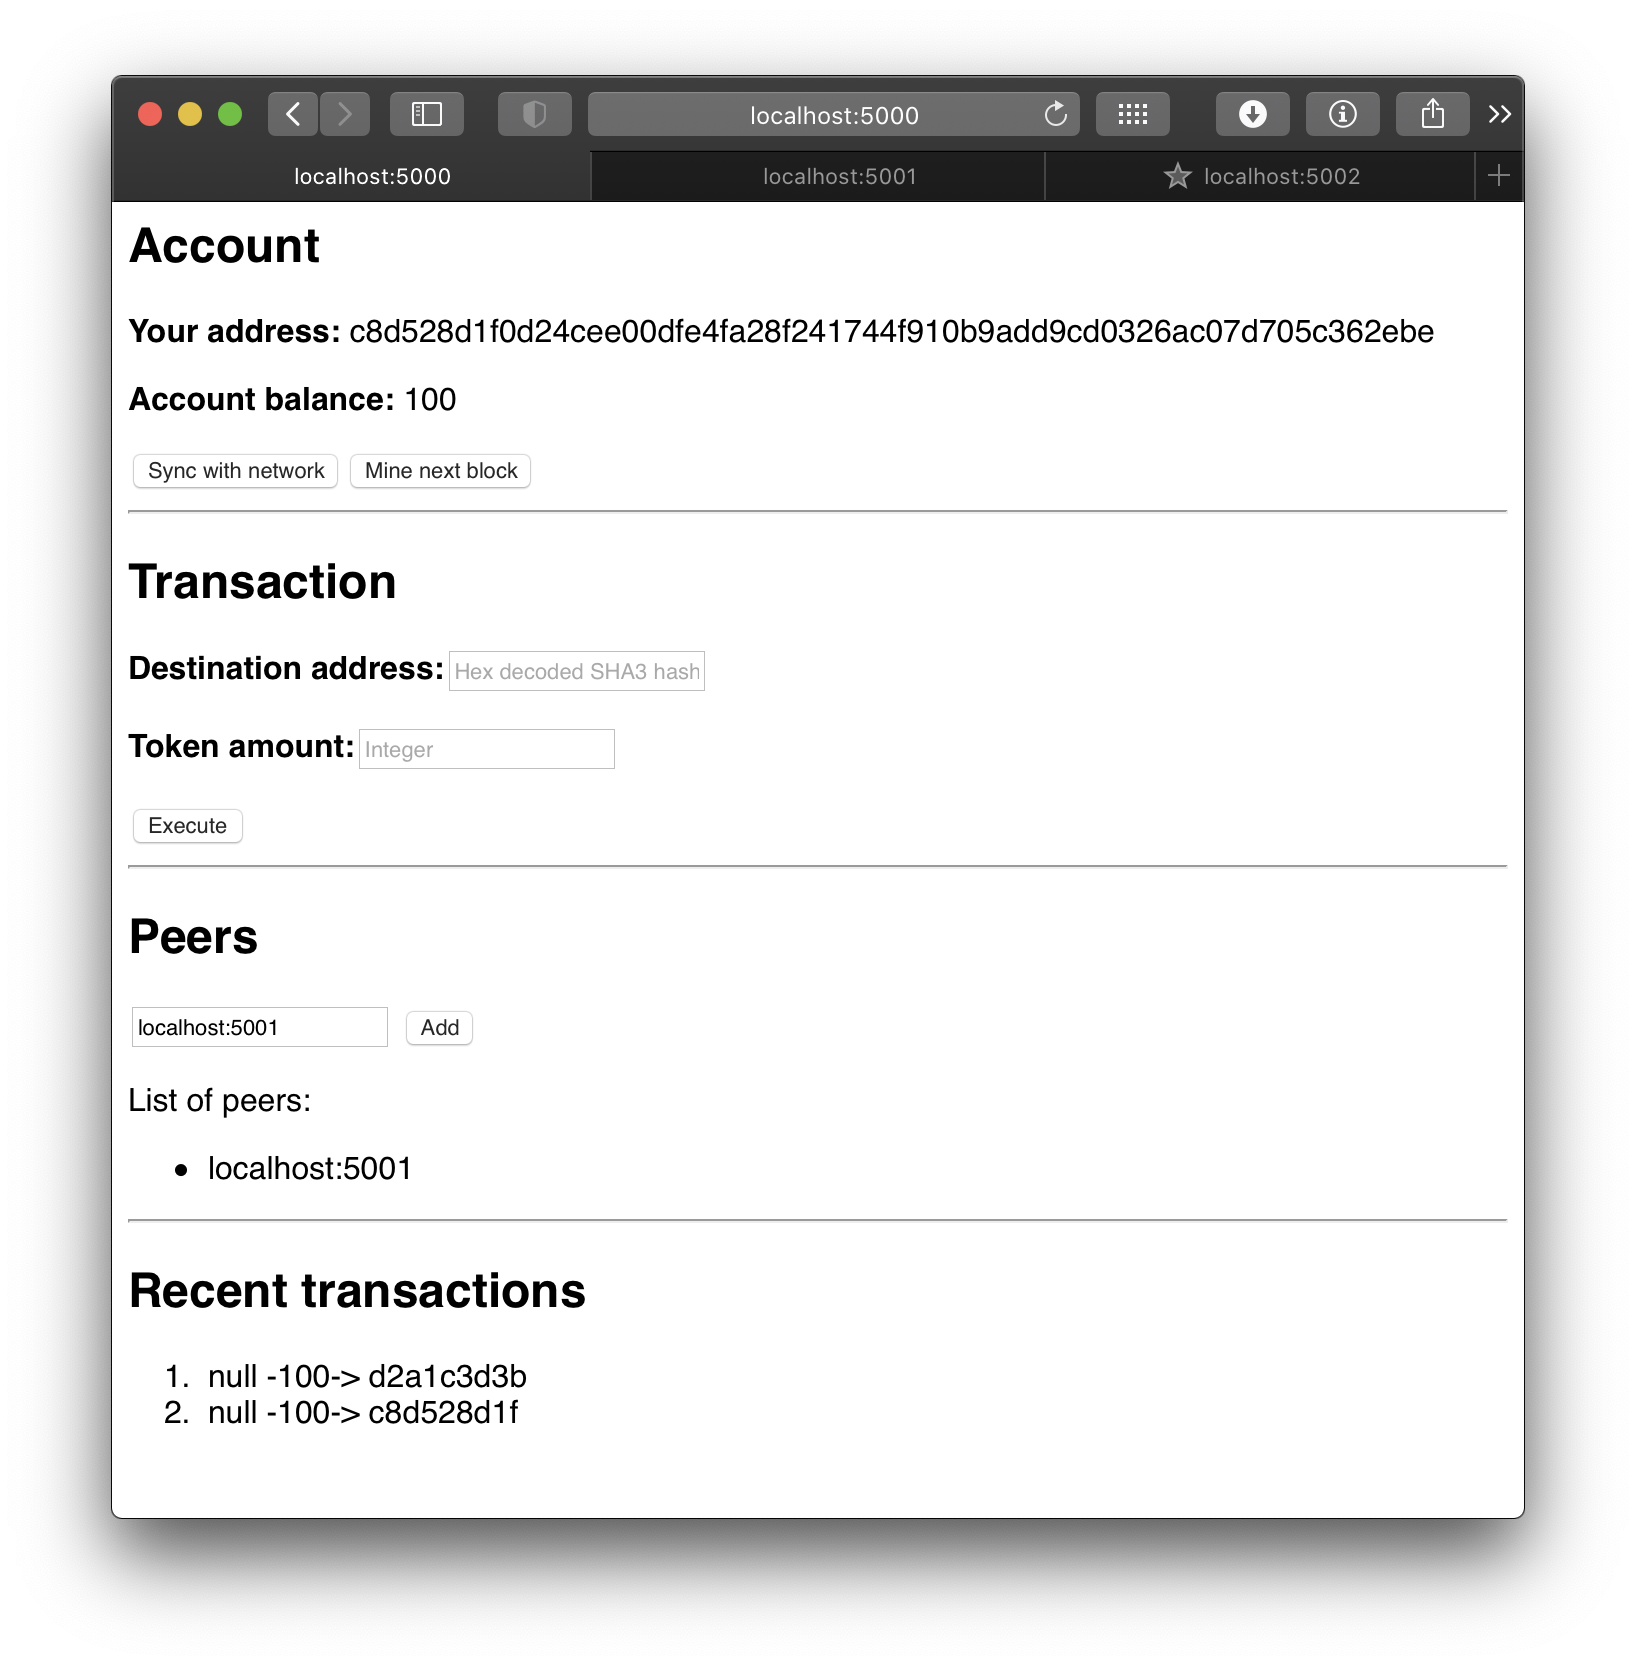 localhost:5000
localhost:5000
localhost:5001
localhost:5002
Account
Your address: c8d528d1f0d24cee00dfe4fa28f241744f910b9add9cd0326ac07d705c362ebe
Account balance: 100
Sync with network Mine next block
Transaction
Destination address: Hex decoded SHA3 hash
Token amount: Integer
Execute
Peers
localhost:5001 Add
List of peers:
• localhost:5001
Recent transactions
1. null -100-> d2a1c3d3b
2. null -100-> c8d528d1f